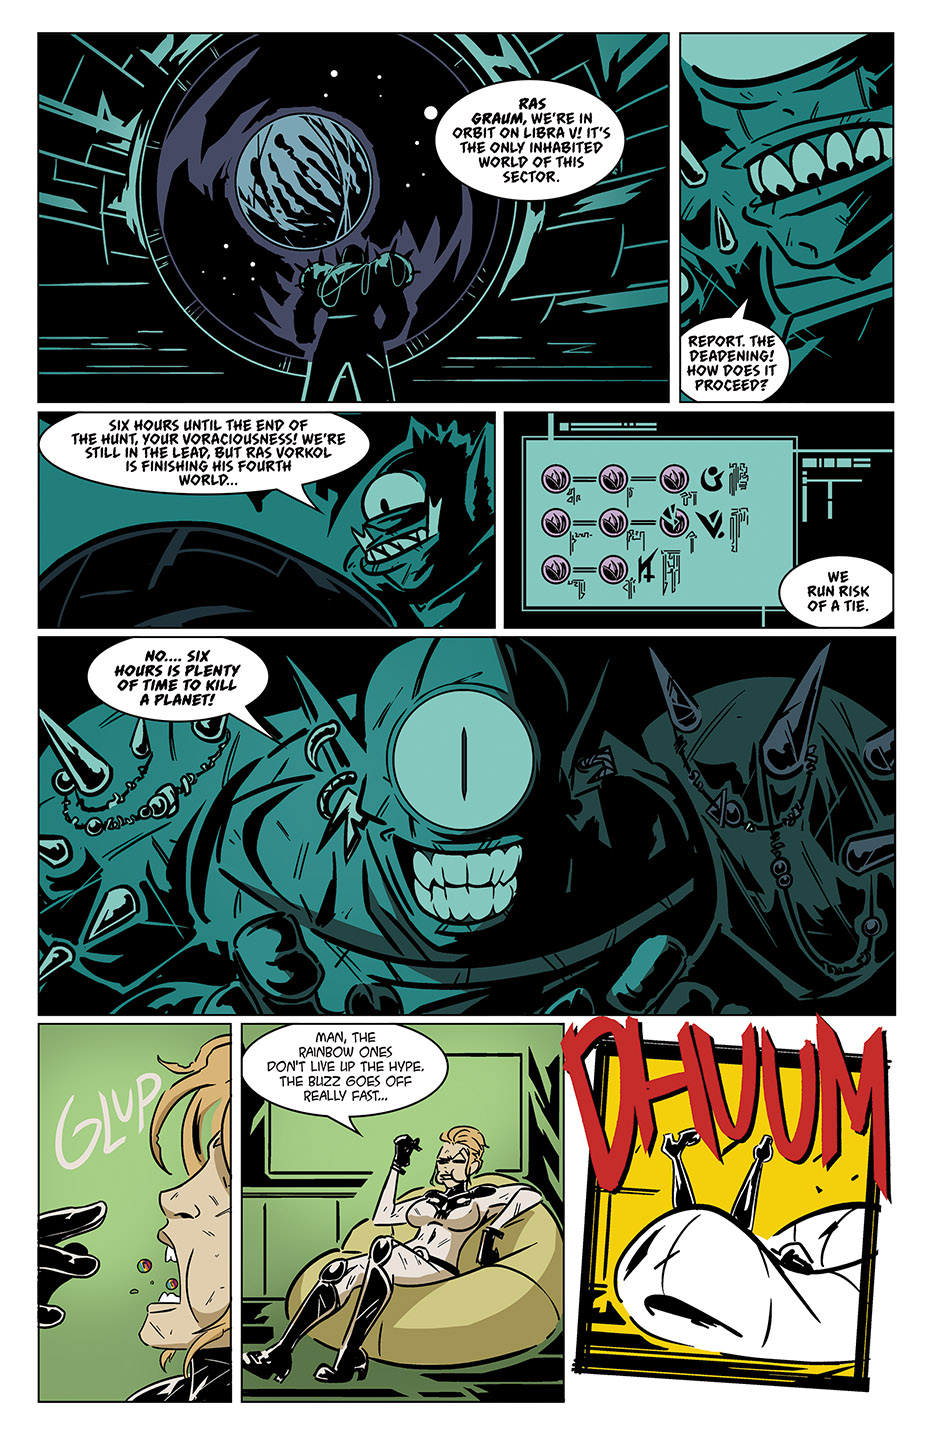 RAS
GRAUM, WE'RE IN
ORBIT ON LIBRA V! IT'S
THE ONLY INHABITED
WORLD OF THIS
SECTOR.
REPORT. THE
DEADENING!
HOW DOES IT
PROCEED?
SIX HOURS UNTIL THE END OF
THE HUNT, YOUR VORACIOUSNESS! WE'RE
STILL IN THE LEAD, BUT RAS VORKOL
IS FINISHING HIS FOURTH
WORLD...
WE
RUN RISK
OF A TIE.
NO.... SIX
HOURS IS PLENTY
OF TIME TO KILL
A PLANET!
GLUP
MAN, THE
RAINBOW ONES
DON'T LIVE UP THE HYPE.
THE BUZZ GOES OFF
REALLY FAST...
DHUUM